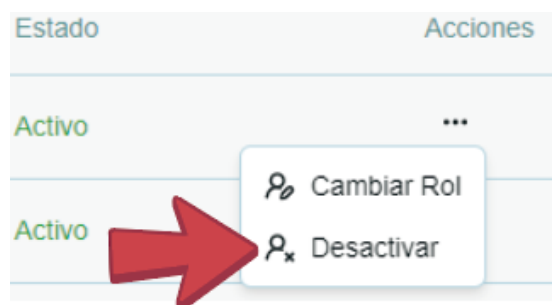 Estado Acciones
Activo ...
Cambiar Rol
Activo
Desactivar